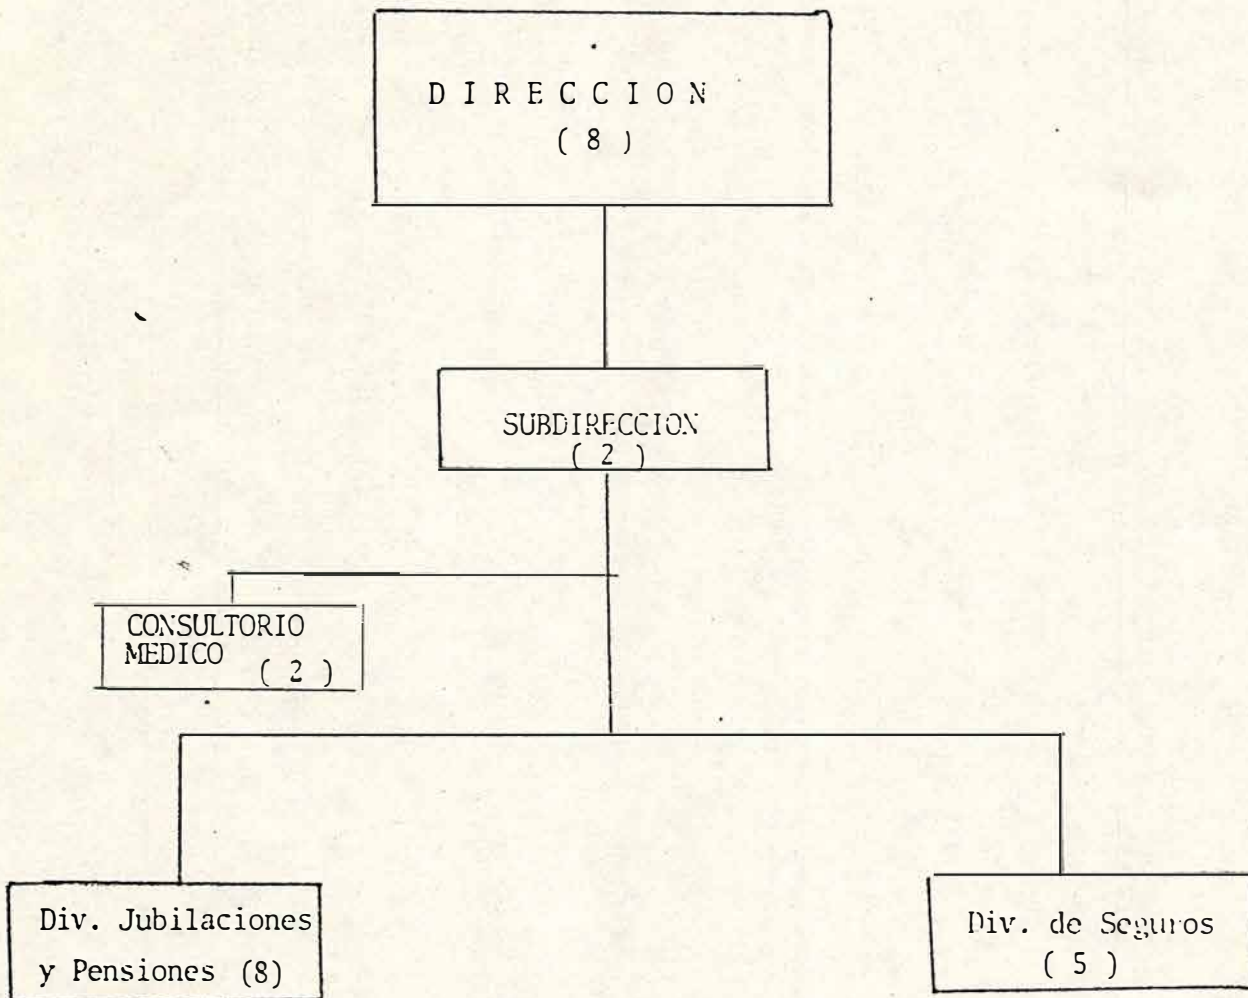 D I R E C C I O N
( 8 )
SUBDIRECCION
( 2 )
CONSULTORIO
MEDICO ( 2 )
Div. Jubilaciones
y Pensiones (8)
Div. de Seguros
( 5 )